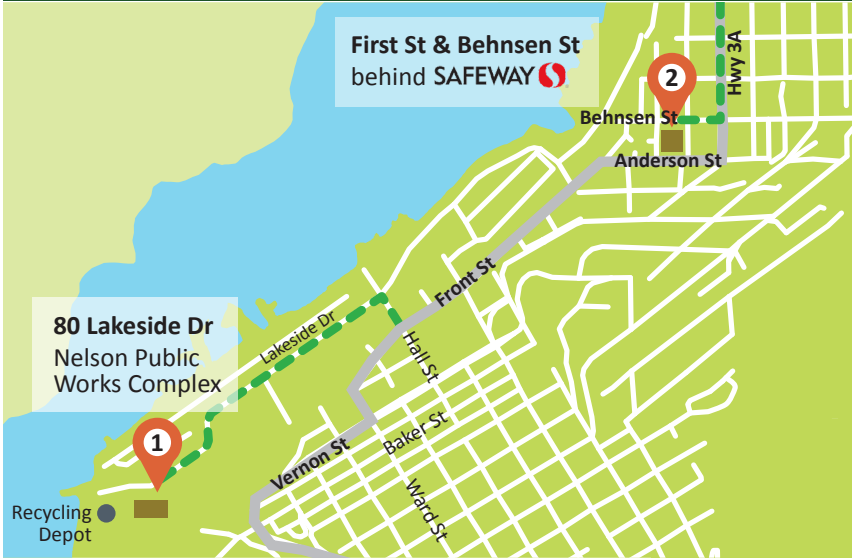 First St & Behnsen St
behind SAFEWAY
Hwy 3A
2
Behnsen St
Anderson St
Front St
80 Lakeside Dr
Nelson Public
Works Complex
Lakeside Dr
Hall St
Baker St
Vernon St
1
Ward St
Recycling
Depot